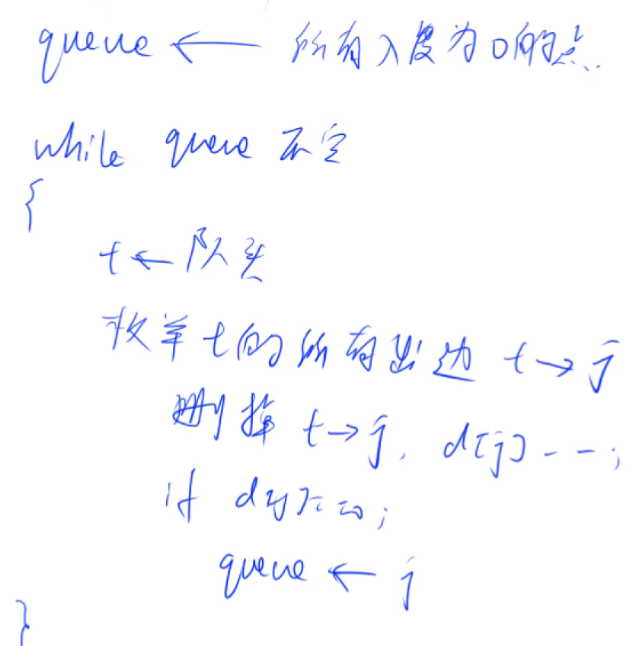 queue ← 所有入度为0的点
while queue 不空
{
t ← 队头
枚举 t 的所有出边 t → j
删掉 t → j, d[j]--;
if d[j]==0;
queue ← j
}